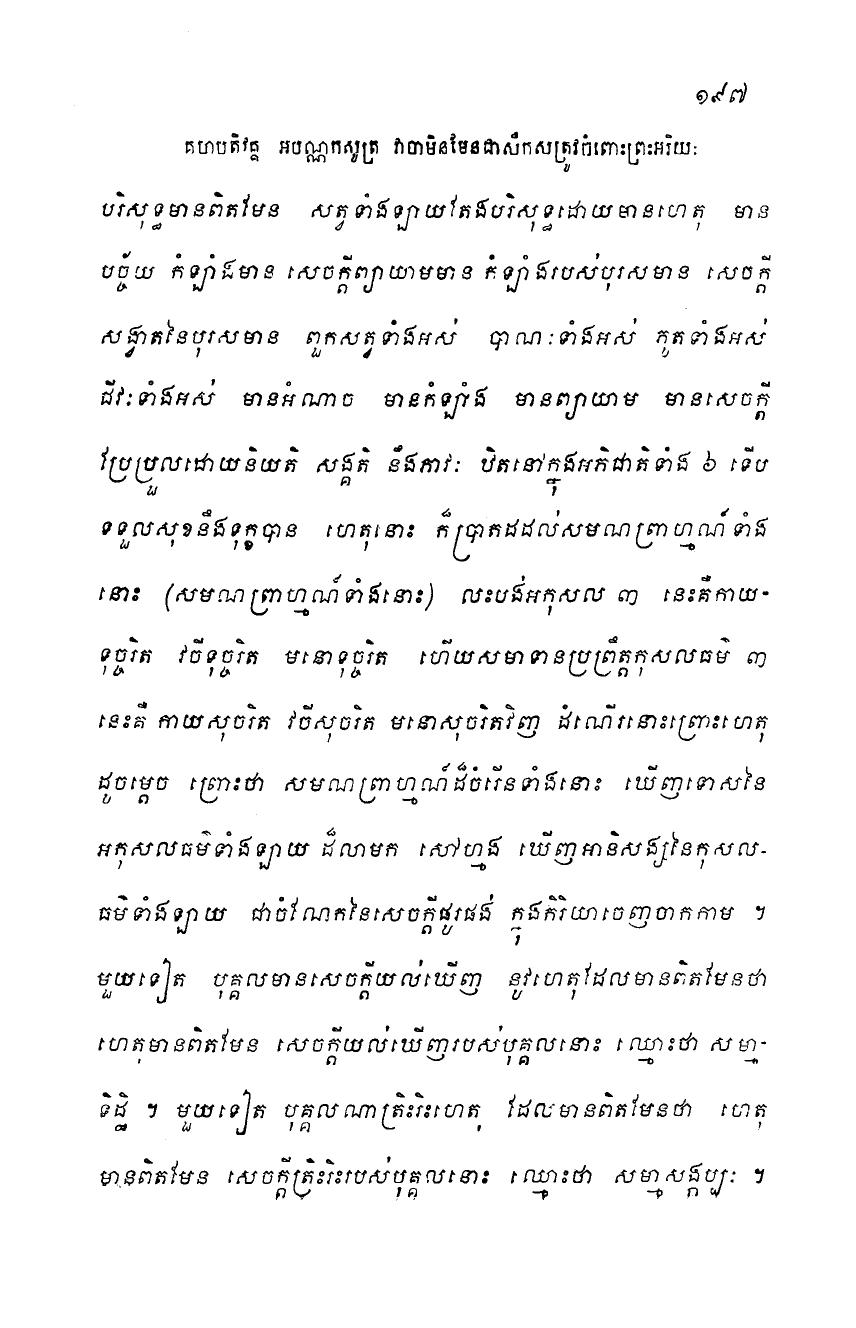 ១៩៧
គហបតិវគ្គ អបណ្ណកសូត្រ វាចាមិនមែនជាសឹកសត្រូវចំពោះព្រះអរិយៈ
បរិសុទ្ធមានពិតមែន សត្វទាំងឡាយតែងបរិសុទ្ធដោយមានហេតុ មាន
បច្ច័យ កំឡាំងមាន សេចក្តីព្យាយាមមាន កំឡាំងរបស់បុរសមាន សេចក្តី
សង្វាតនៃបុរសមាន ពួកសត្វទាំងអស់ បាណៈទាំងអស់ ភូតទាំងអស់
ជីវៈទាំងអស់ មានអំណាច មានកំឡាំង មានព្យាយាម មានសេចក្តី
ប្រែប្រួលដោយនិយតិ សង្គតិ នឹងភាវៈ ឋិតនៅក្នុងអភិជាតិទាំង ៦ ទើប
ទទួលសុខនឹងទុក្ខបាន ហេតុនោះ ក៏ប្រាកដដល់សមណព្រាហ្មណ៍ទាំង
នោះ (សមណព្រាហ្មណ៍ទាំងនោះ) លះបង់អកុសល ៣ នេះគឺកាយ-
ទុច្ចរិត វចីទុច្ចរិត មនោទុច្ចរិត ហើយសមាទានប្រព្រឹត្តកុសលធម៌ ៣
នេះគឺ កាយសុចរិត វចីសុចរិត មនោសុចរិតវិញ ដំណើរនោះព្រោះហេតុ
ដូចម្តេច ព្រោះថា សមណព្រាហ្មណ៍ដ៏ចំរើនទាំងនោះ ឃើញទោសនៃ
អកុសលធម៌ទាំងឡាយ ដ៏លាមក សៅហ្មង ឃើញអានិសង្សនៃកុសល-
ធម៌ទាំងឡាយ ជាចំណែកនៃសេចក្តីផូរផង់ ក្នុងកិរិយាចេញចាកកាម ។
មួយទៀត បុគ្គលមានសេចក្តីយល់ឃើញ នូវហេតុដែលមានពិតមែនថា
ហេតុមានពិតមែន សេចក្តីយល់ឃើញរបស់បុគ្គលនោះ ឈ្មោះថា សម្មា-
ទិដ្ឋិ ។ មួយទៀត បុគ្គលណាត្រិះរិះហេតុ ដែលមានពិតមែនថា ហេតុ
មានពិតមែន សេចក្តីត្រិះរិះរបស់បុគ្គលនោះ ឈ្មោះថា សម្មាសង្កប្បៈ ។